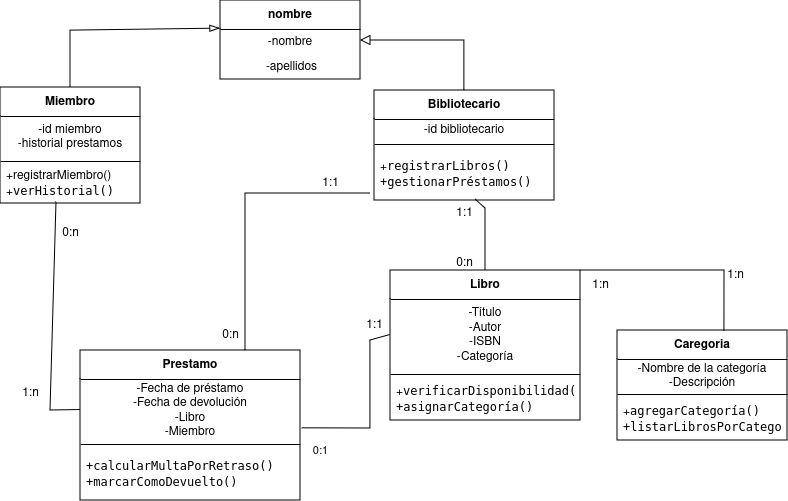 nombre
-nombre
-apellidos
Miembro
-id miembro
-historial prestamos
+registrarMiembro()
+verHistorial()
Bibliotecario
-id bibliotecario
+registrarLibros()
+gestionarPréstamos()
1:1
1:1
0:n
0:n
Libro
-Título
-Autor
-ISBN
-Categoría
+verificarDisponibilidad(
+asignarCategoría()
1:n
1:n
Caregoria
-Nombre de la categoría
-Descripción
+agregarCategoría()
+listarLibrosPorCatego
1:1
0:n
Prestamo
-Fecha de préstamo
-Fecha de devolución
-Libro
-Miembro
+calcularMultaPorRetraso()
+marcarComoDevuelto()
1:n
0:1